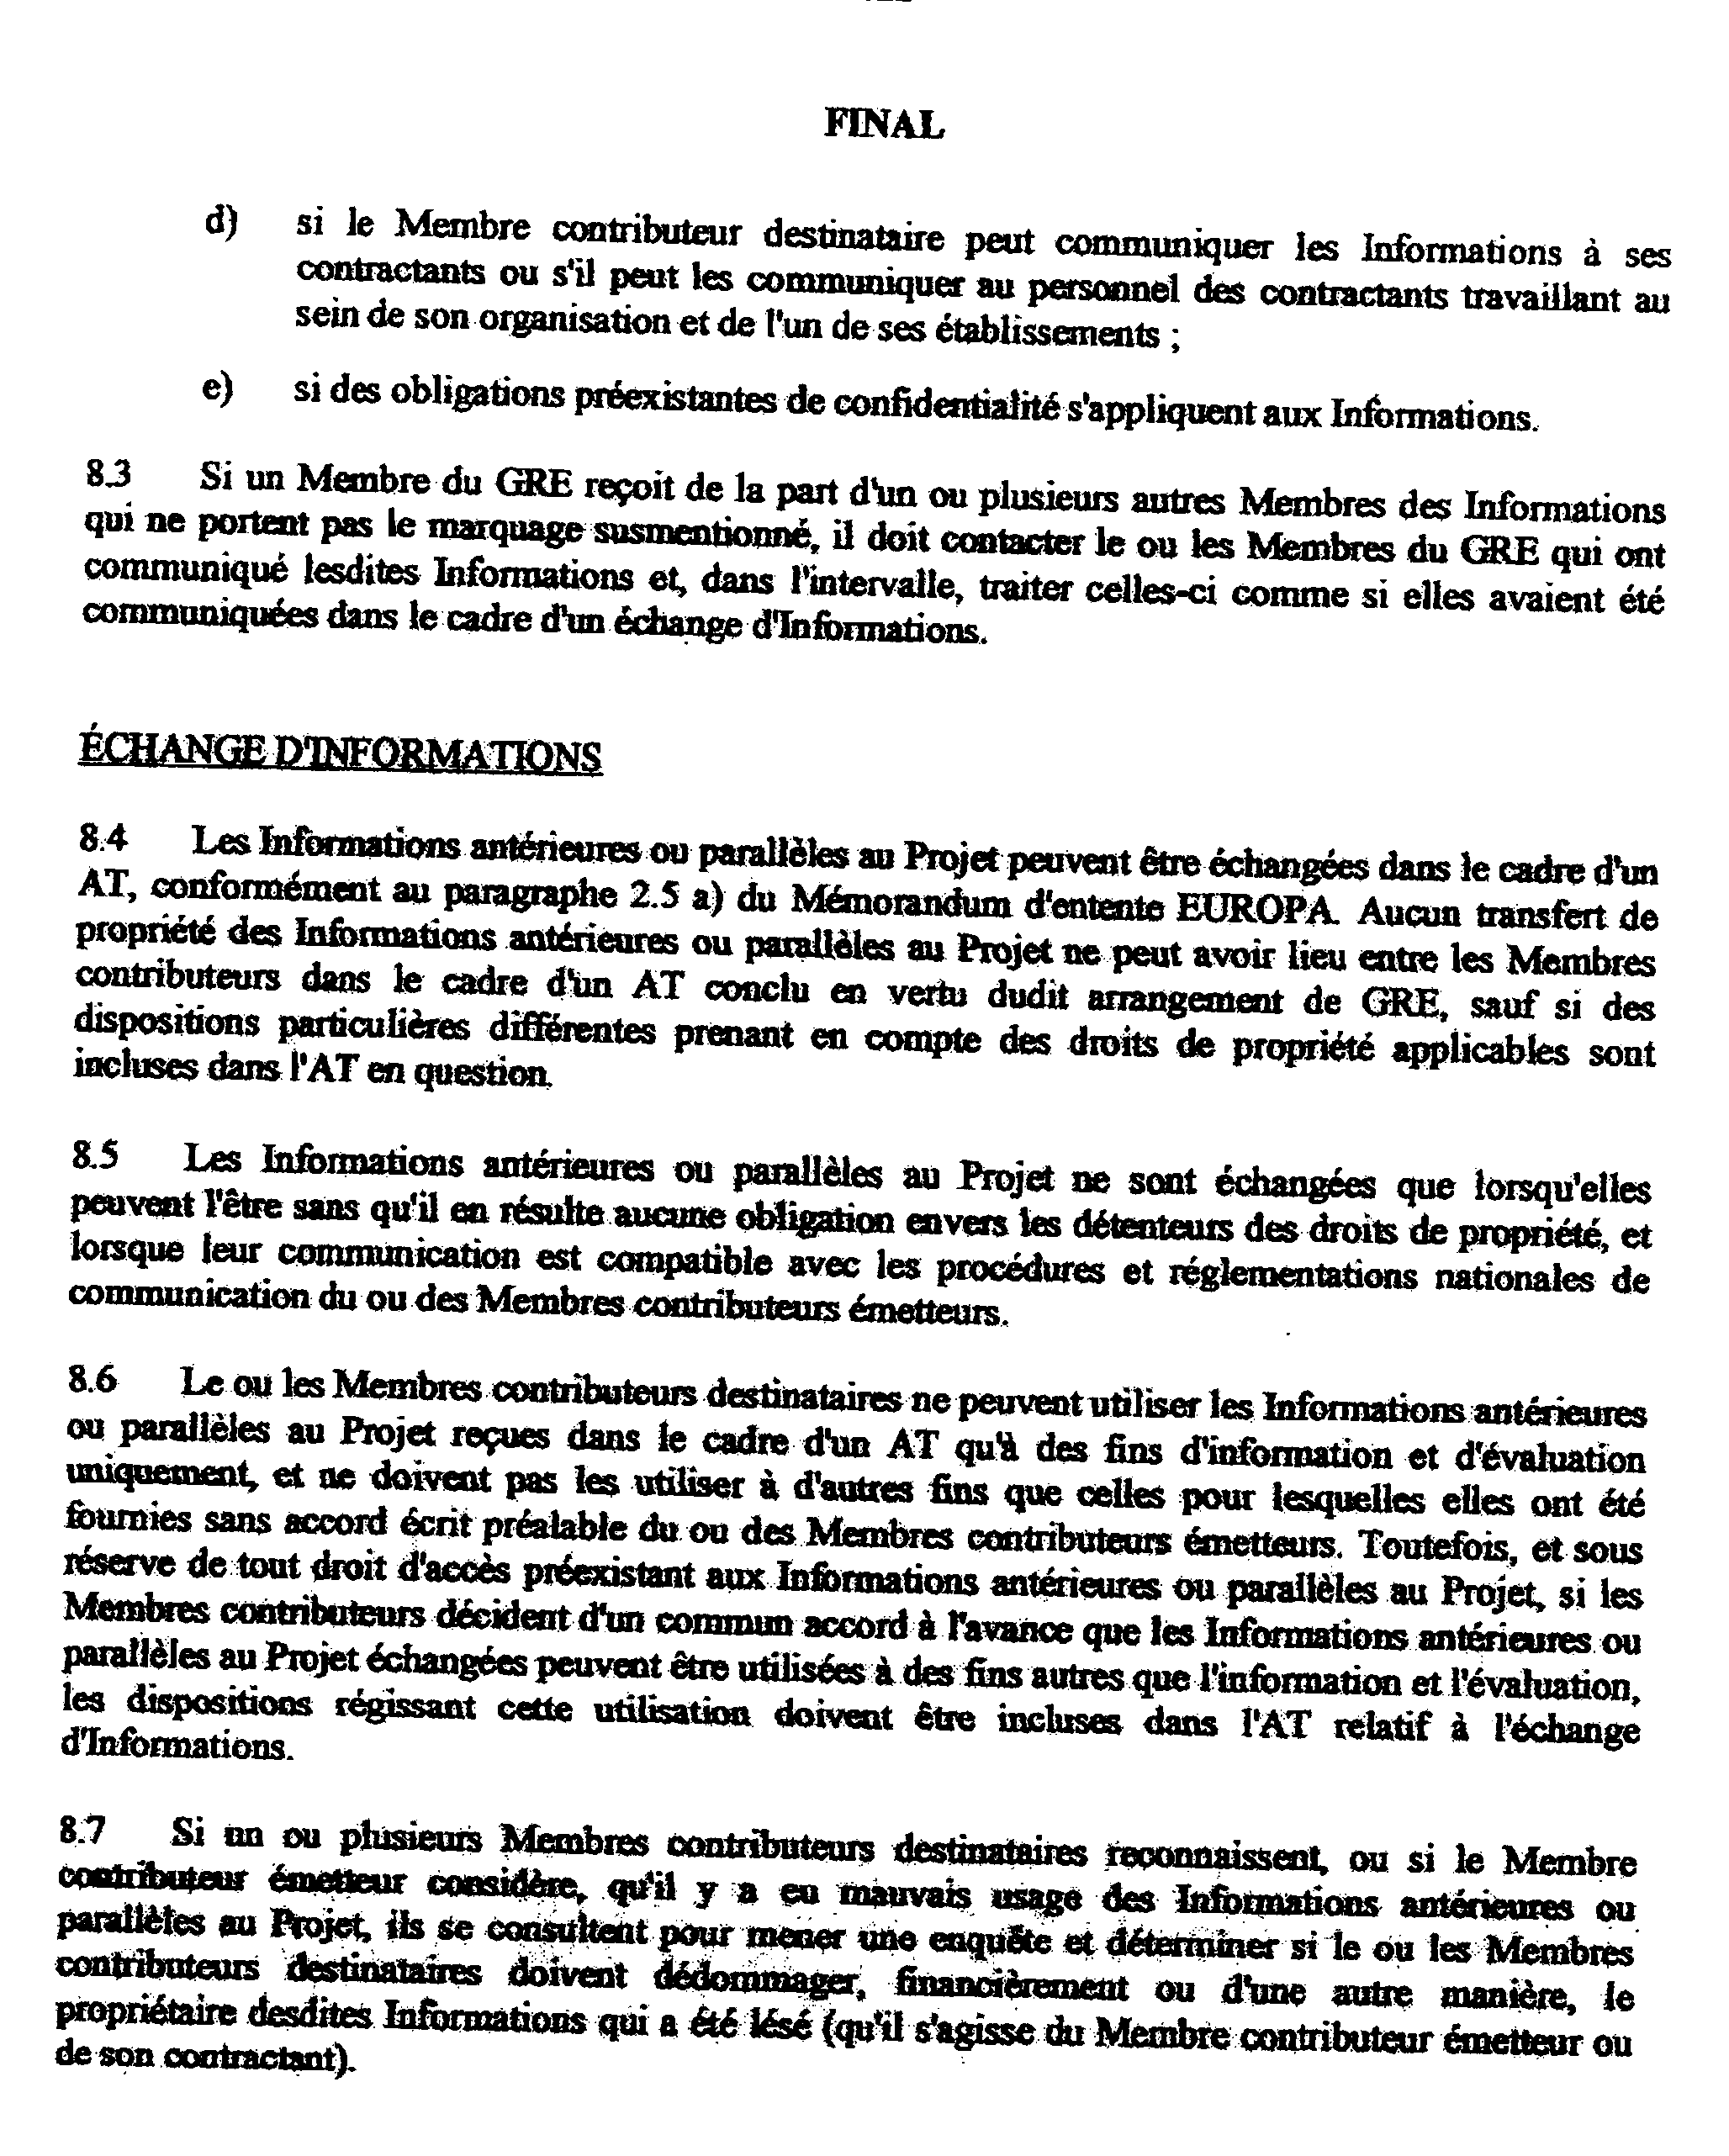 FINAL
d) si le Membre contributeur destinataire peut communiquer les Informations à ses
contractants ou s'il peut les communiquer au personnel des contractants travaillant au
sein de son organisation et de l'un de ses établissements ;
e) si des obligations préexistantes de confidentialité s'appliquent aux Informations.
8.3 Si un Membre du GRE reçoit de la part d'un ou plusieurs autres Membres des Informations
qui ne portent pas le marquage susmentionné, il doit contacter le ou les Membres du GRE qui ont
communiqué lesdites Informations et, dans l'intervalle, traiter celles-ci comme si elles avaient été
communiquées dans le cadre d'un échange d'Informations.
ÉCHANGE D'INFORMATIONS
8.4 Les Informations antérieures ou parallèles au Projet peuvent être échangées dans le cadre d'un
AT, conformément au paragraphe 2.5 a) du Mémorandum d'entente EUROPA. Aucun transfert de
propriété des Informations antérieures ou parallèles au Projet ne peut avoir lieu entre les Membres
contributeurs dans le cadre d'un AT conclu en vertu dudit arrangement de GRE, sauf si des
dispositions particulières différentes prenant en compte des droits de propriété applicables sont
incluses dans l'AT en question.
8.5 Les Informations antérieures ou parallèles au Projet ne sont échangées que lorsqu'elles
peuvent l'être sans qu'il en résulte aucune obligation envers les détenteurs des droits de propriété, et
lorsque leur communication est compatible avec les procédures et réglementations nationales de
communication du ou des Membres contributeurs émetteurs.
8.6 Le ou les Membres contributeurs destinataires ne peuvent utiliser les Informations antérieures
ou parallèles au Projet reçues dans le cadre d'un AT qu'à des fins d'information et d'évaluation
uniquement, et ne doivent pas les utiliser à d'autres fins que celles pour lesquelles elles ont été
fournies sans accord écrit préalable du ou des Membres contributeurs émetteurs. Toutefois, et sous
réserve de tout droit d'accès préexistant aux Informations antérieures ou parallèles au Projet, si les
Membres contributeurs décident d'un commun accord à l'avance que les Informations antérieures ou
parallèles au Projet échangées peuvent être utilisées à des fins autres que l'information et l'évaluation,
les dispositions régissant cette utilisation doivent être incluses dans l'AT relatif à l'échange
d'Informations.
8.7 Si un ou plusieurs Membres contributeurs destinataires reconnaissent, ou si le Membre
contributeur émetteur considère, qu'il y a eu mauvais usage des Informations antérieures ou
parallèles au Projet, ils se consultent pour mener une enquête et déterminer si le ou les Membres
contributeurs destinataires doivent dédommager, financièrement ou d'une autre manière, le
propriétaire desdites Informations qui a été lésé (qu'il s'agisse du Membre contributeur émetteur ou
de son contractant).